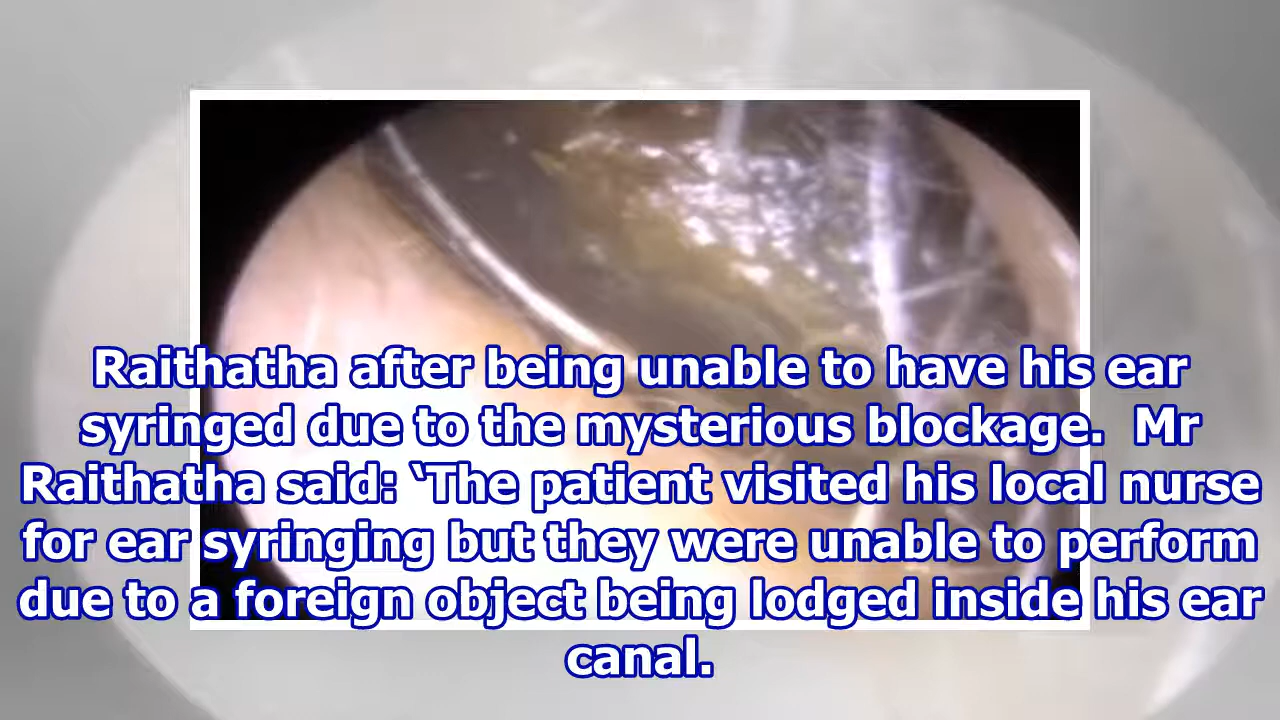 Raithatha after being unable to have his ear
syringed due to the mysterious blockage.  Mr
Raithatha said: ‘The patient visited his local nurse
for ear syringing but they were unable to perform
due to a foreign object being lodged inside his ear
canal.